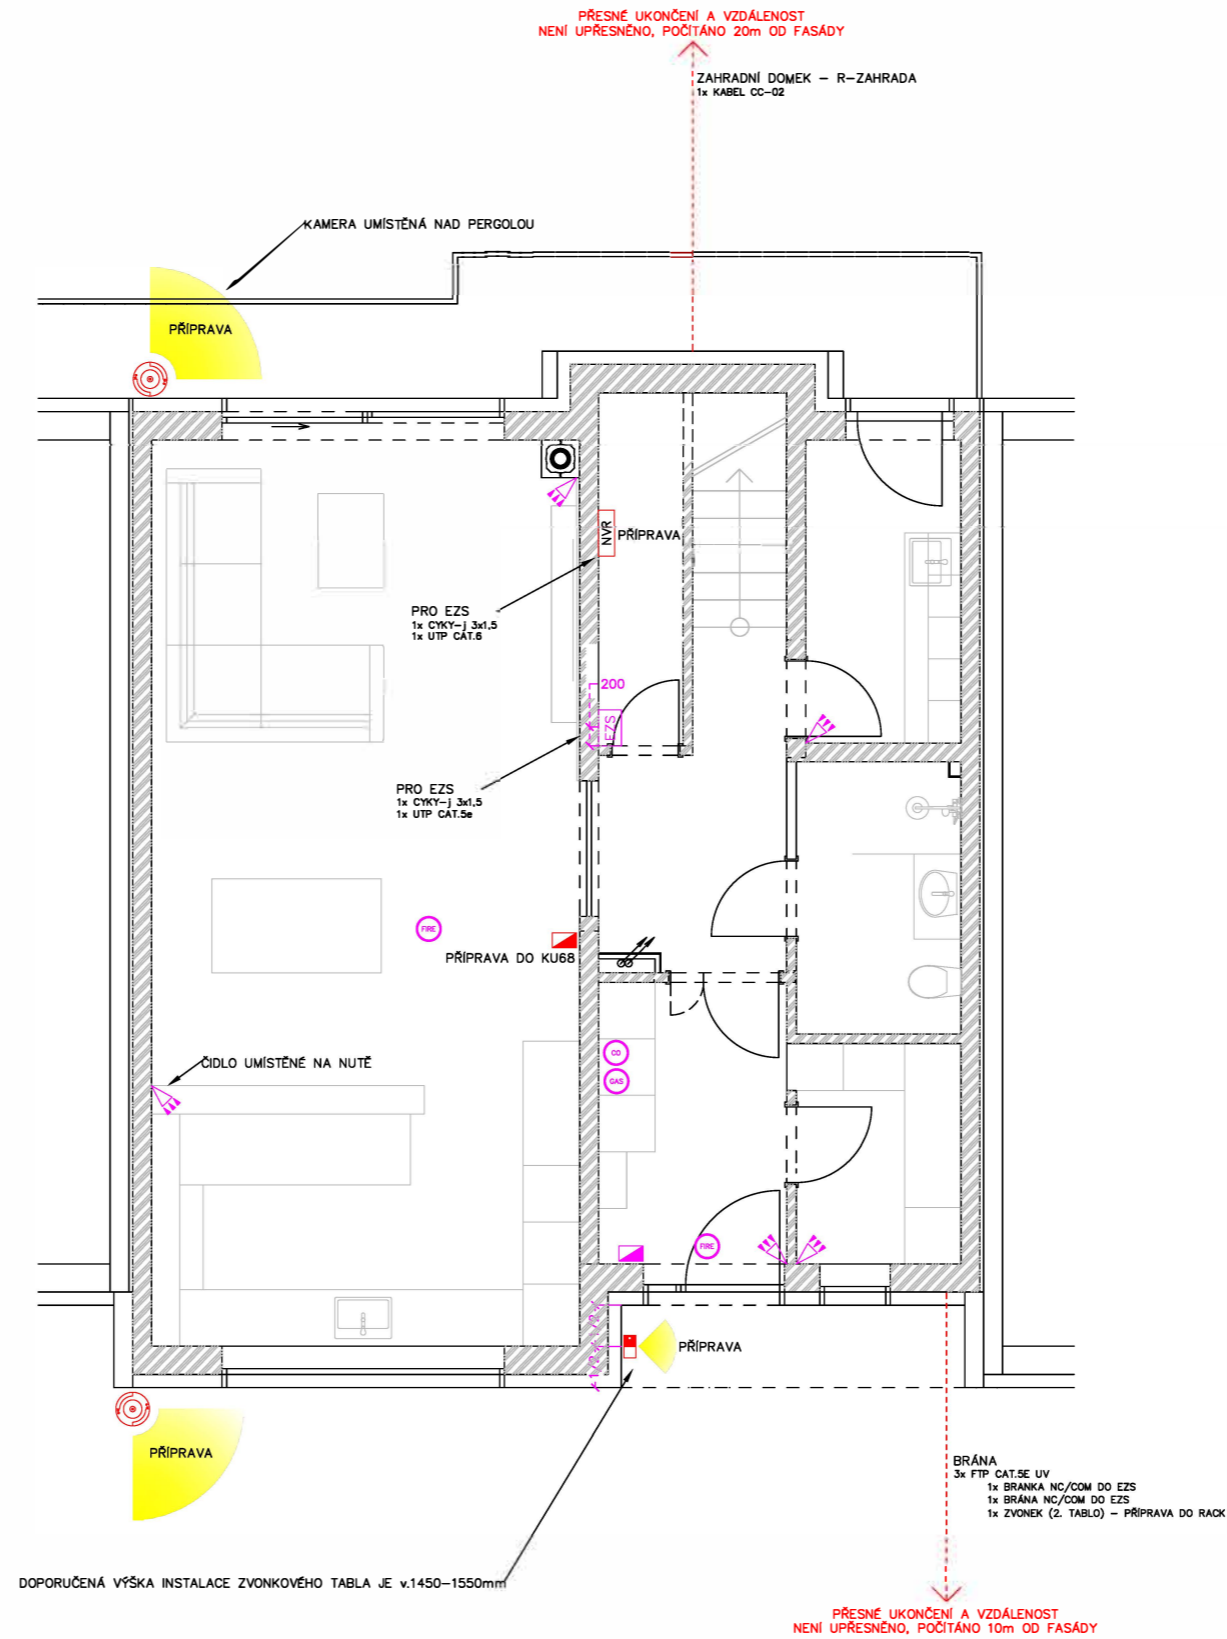 PŘESNÉ UKONČENÍ A VZDÁLENOST
NENÍ UPŘESNĚNO, POČÍTÁNO 20m OD FASÁDY
ZAHRADNÍ DOMEK – R–ZAHRADA
1x KABEL CC–02
KAMERA UMÍSTĚNÁ NAD PERGOLOU
PŘÍPRAVA
NVR
PŘÍPRAVA
PRO EZS
1x CYKY–j 3x1,5
1x UTP CAT.6
200
EZS
PRO EZS
1x CYKY–j 3x1,5
1x UTP CAT.5e
FIRE
PŘÍPRAVA DO KU68
CO
GAS
ČIDLO UMÍSTĚNÉ NA NUTĚ
FIRE
PŘÍPRAVA
PŘÍPRAVA
BRÁNA
3x FTP CAT.5E UV
1x BRANKA NC/COM DO EZS
1x BRÁNA NC/COM DO EZS
1x ZVONEK (2. TABLO) – PŘÍPRAVA DO RACK
DOPORUČENÁ VÝŠKA INSTALACE ZVONKOVÉHO TABLA JE v.1450–1550mm
PŘESNÉ UKONČENÍ A VZDÁLENOST
NENÍ UPŘESNĚNO, POČÍTÁNO 10m OD FASÁDY